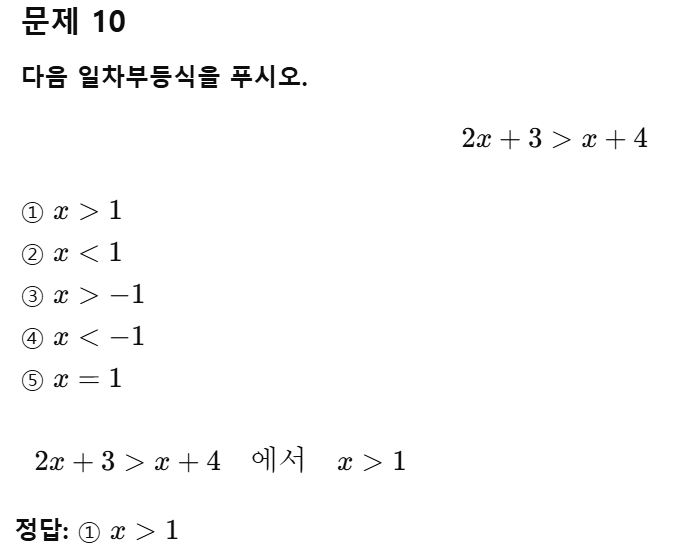 문제 10
다음 일차부등식을 푸시오.
2x + 3 > x + 4
① x > 1
② x < 1
③ x > −1
④ x < −1
⑤ x = 1
2x + 3 > x + 4 에서 x > 1
정답: ① x > 1